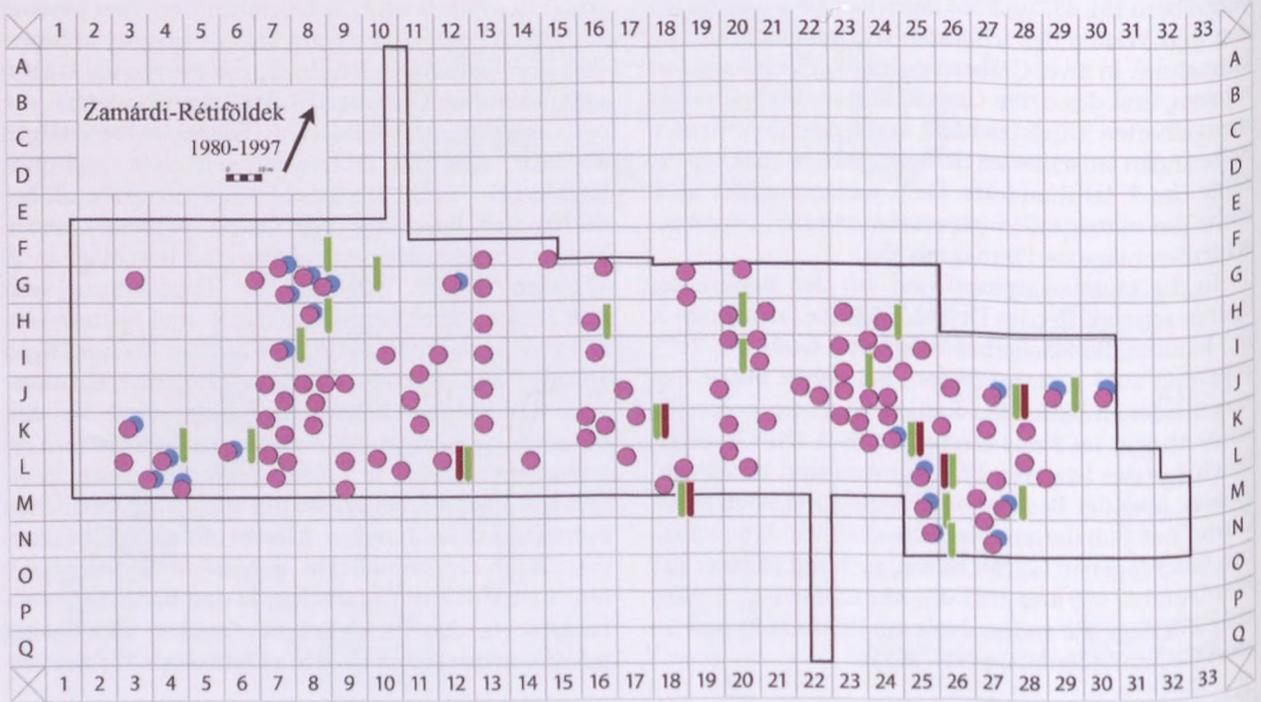 1 2 3 4 5 6 7 8 9 10 11 12 13 14 15 16 17 18 19 20 21 22 23 24 25 26 27 28 29 30 31 32 33
A A
B B
Zamárdi-Rétiföldek
1980-1997
C C
D D
E E
F F
G G
H H
I I
J J
K K
L L
M M
N N
O O
P P
Q Q
1 2 3 4 5 6 7 8 9 10 11 12 13 14 15 16 17 18 19 20 21 22 23 24 25 26 27 28 29 30 31 32 33